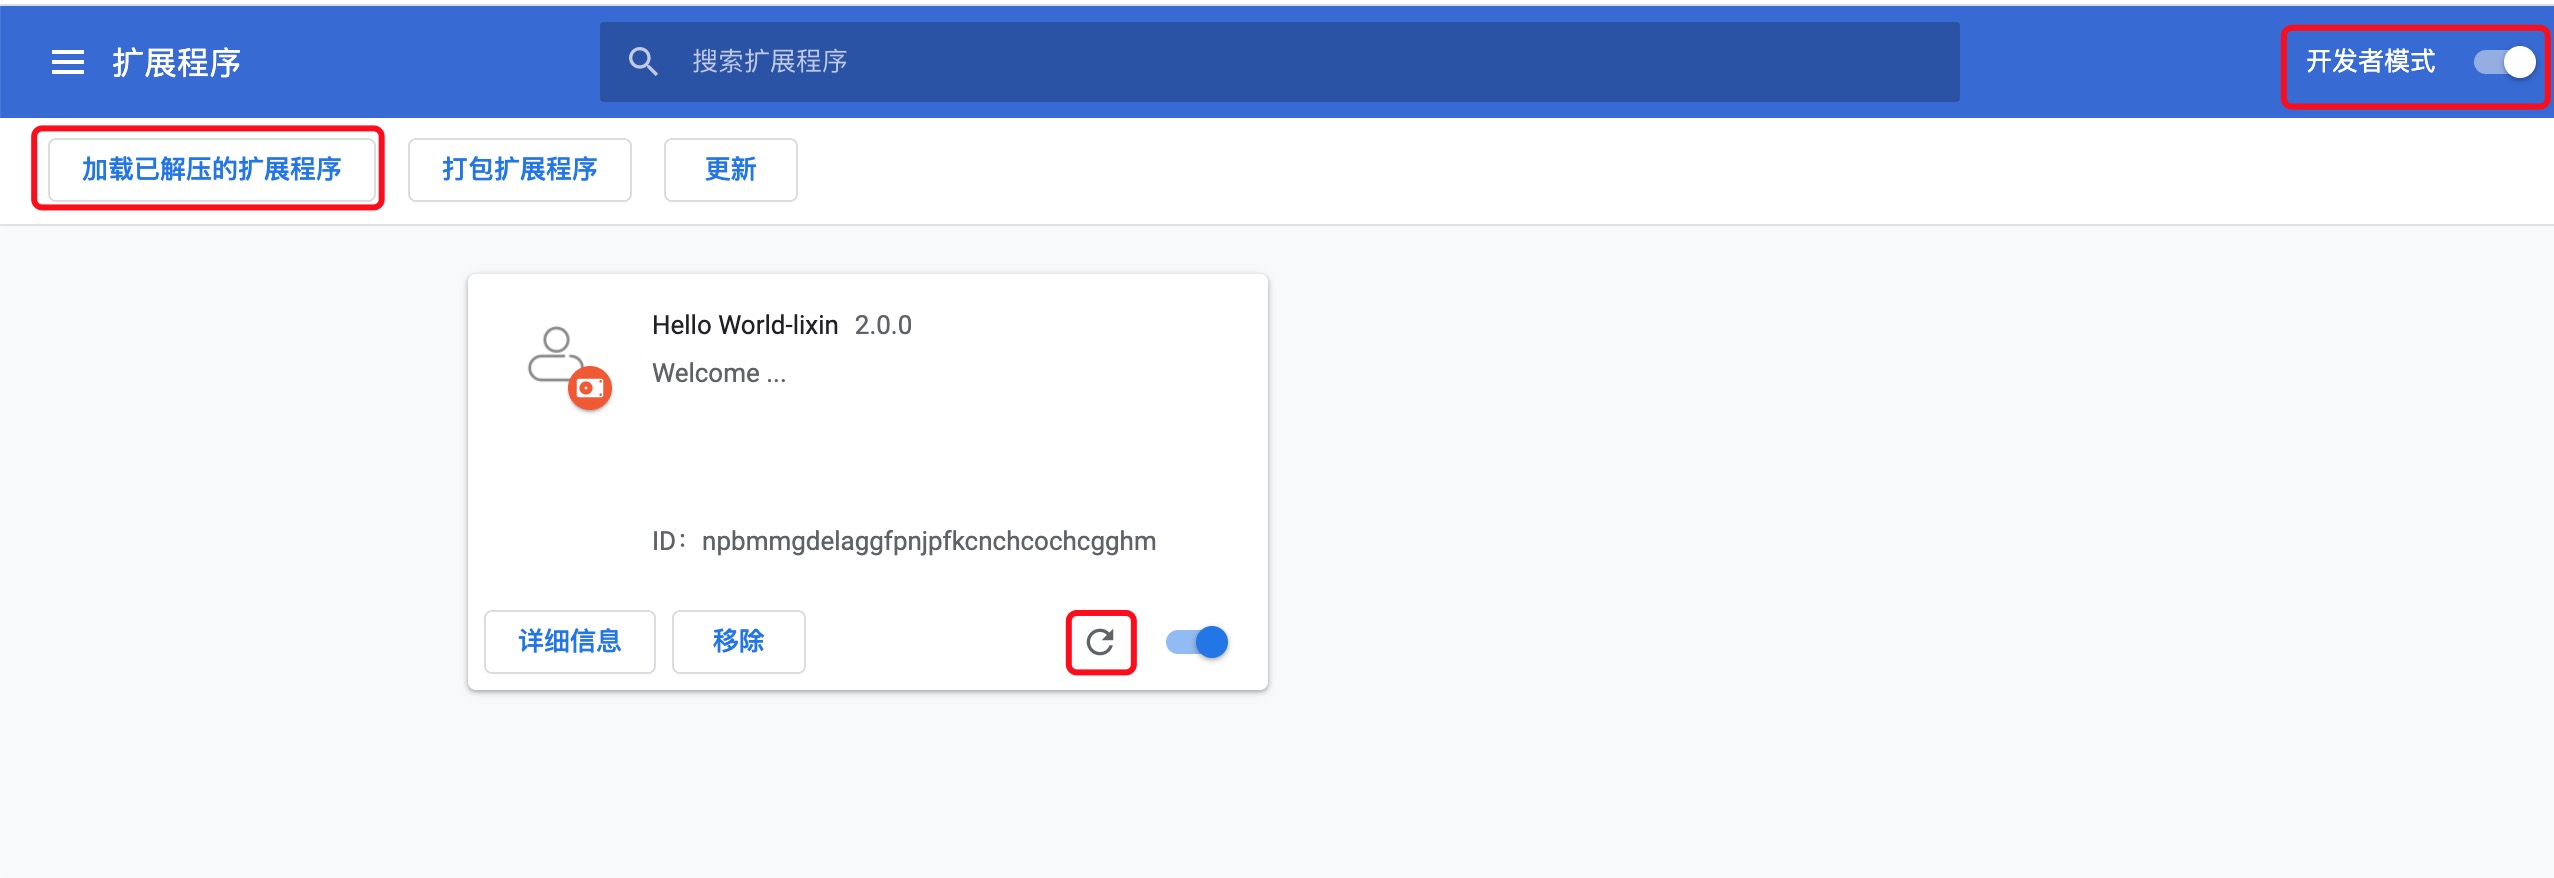 扩展程序
搜索扩展程序
开发者模式
加载已解压的扩展程序
打包扩展程序
更新
Hello World-lixin 2.0.0
Welcome ...
ID：npbmmgdelaggfpnjpfkcnchcochcgghm
详细信息
移除